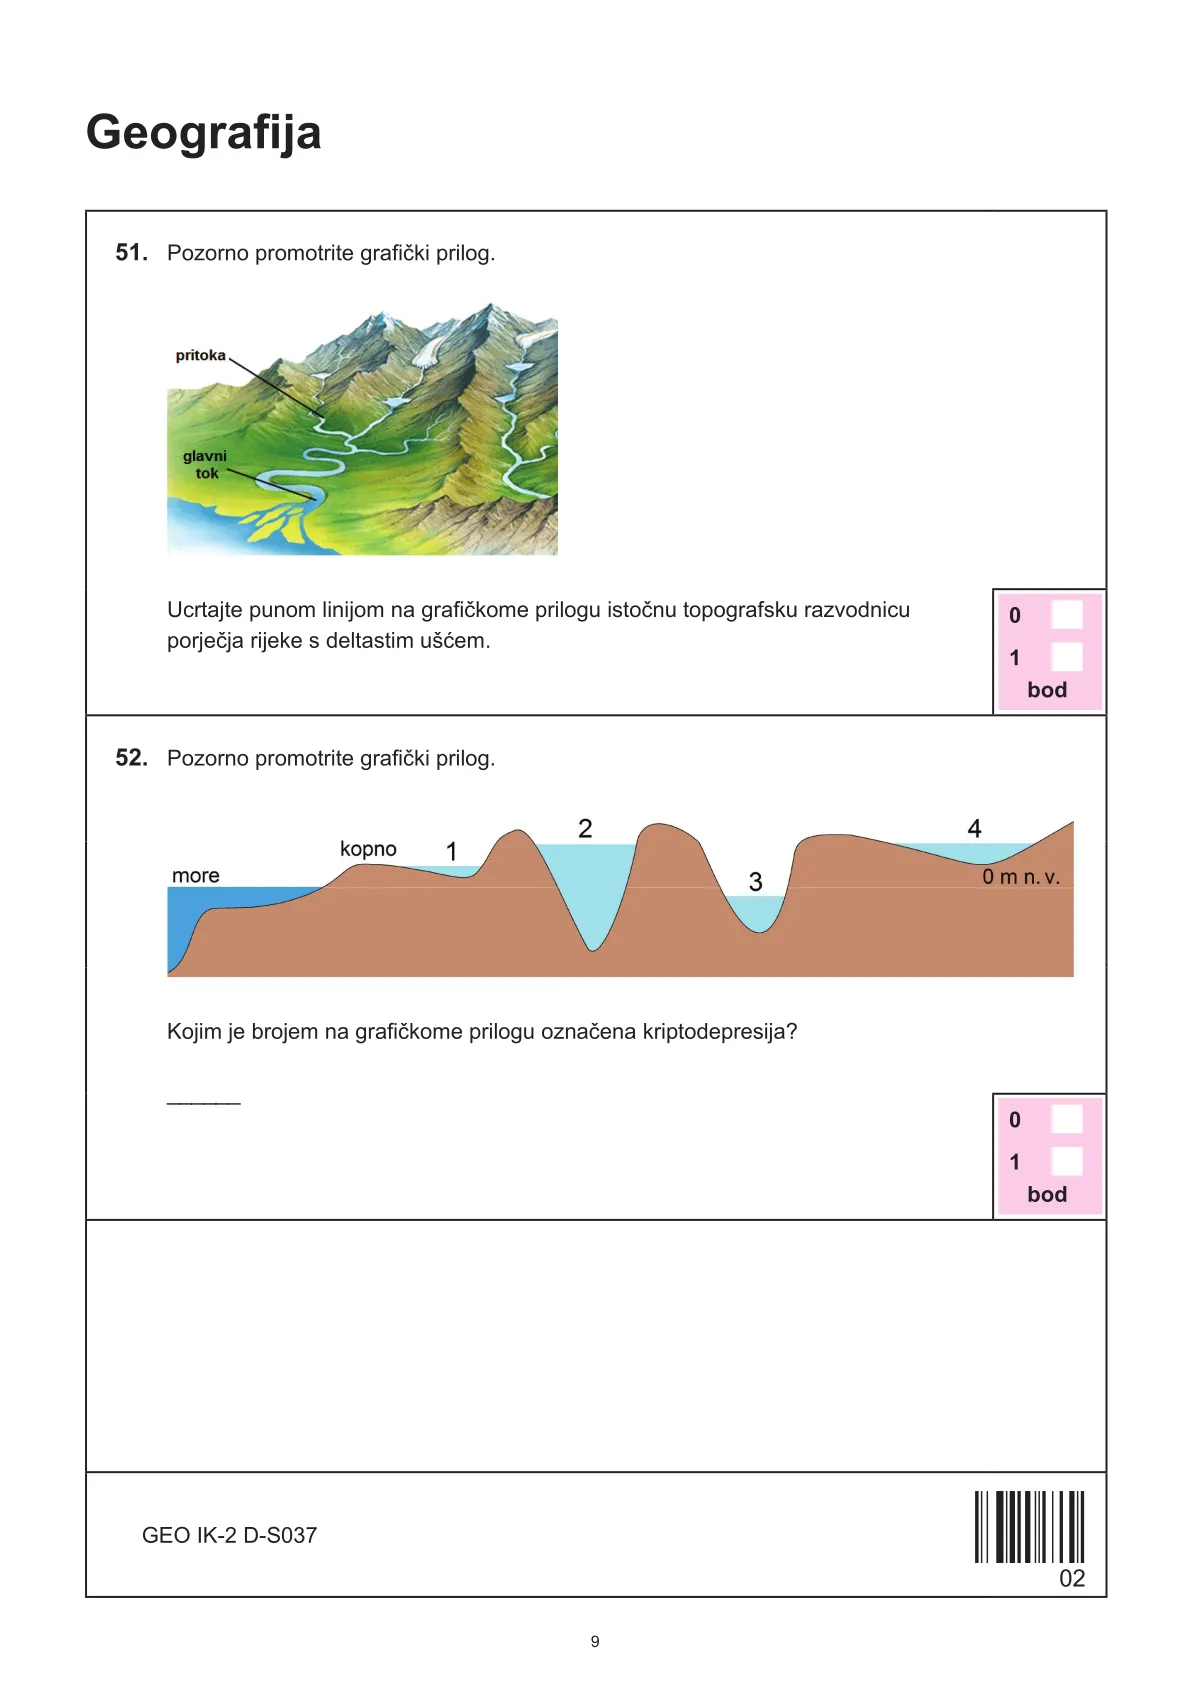 Geografija
51. Pozorno promotrite grafički prilog.
pritoka
glavni
tok
Ucrtajte punom linijom na grafičkome prilogu istočnu topografsku razvodnicu
porječja rijeke s deltastim ušćem.
0
1
bod
52. Pozorno promotrite grafički prilog.
more
kopno
1
2
3
4
0 m n. v.
Kojim je brojem na grafičkome prilogu označena kriptodepresija?
______
0
1
bod
GEO IK-2 D-S037
02
9